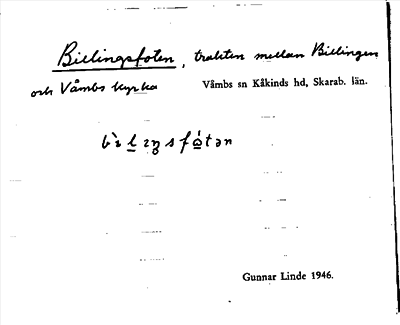 Billingsfoten, trakten mellan Billingen
och Våmbs kyrka Våmbs sn Kåkinds hd, Skarab. län.
Gunnar Linde 1946.